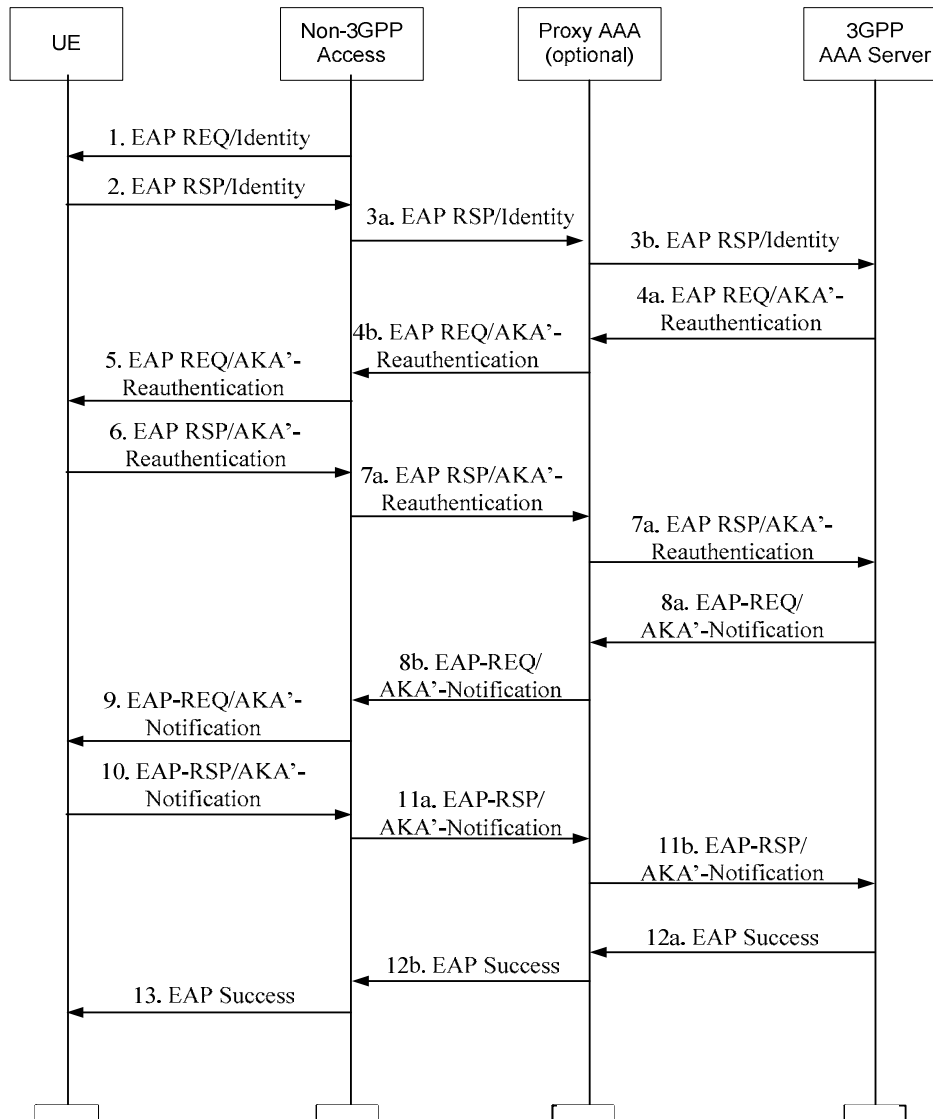 UE
Non-3GPP
Access
Proxy AAA
(optional)
3GPP
AAA Server
1. EAP REQ/Identity
2. EAP RSP/Identity
3a. EAP RSP/Identity
3b. EAP RSP/Identity
4a. EAP REQ/AKA’-
Reauthentication
4b. EAP REQ/AKA’-
Reauthentication
5. EAP REQ/AKA’-
Reauthentication
6. EAP RSP/AKA’-
Reauthentication
7a. EAP RSP/AKA’-
Reauthentication
7a. EAP RSP/AKA’-
Reauthentication
8a. EAP-REQ/
AKA’-Notification
8b. EAP-REQ/
AKA’-Notification
9. EAP-REQ/AKA’-
Notification
10. EAP-RSP/AKA’-
Notification
11a. EAP-RSP/
AKA’-Notification
11b. EAP-RSP/
AKA’-Notification
12a. EAP Success
12b. EAP Success
13. EAP Success